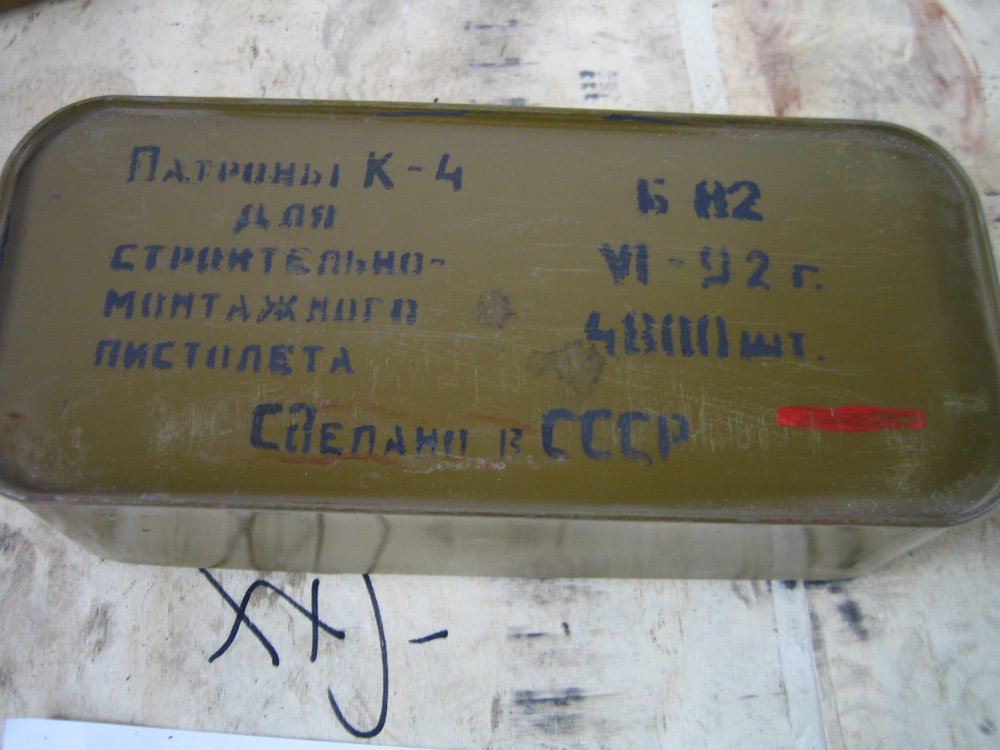 Патроны К-4
для
строительно-
монтажного
пистолета
Б 82
VI-92 г.
4800 шт.
Сделано в СССР